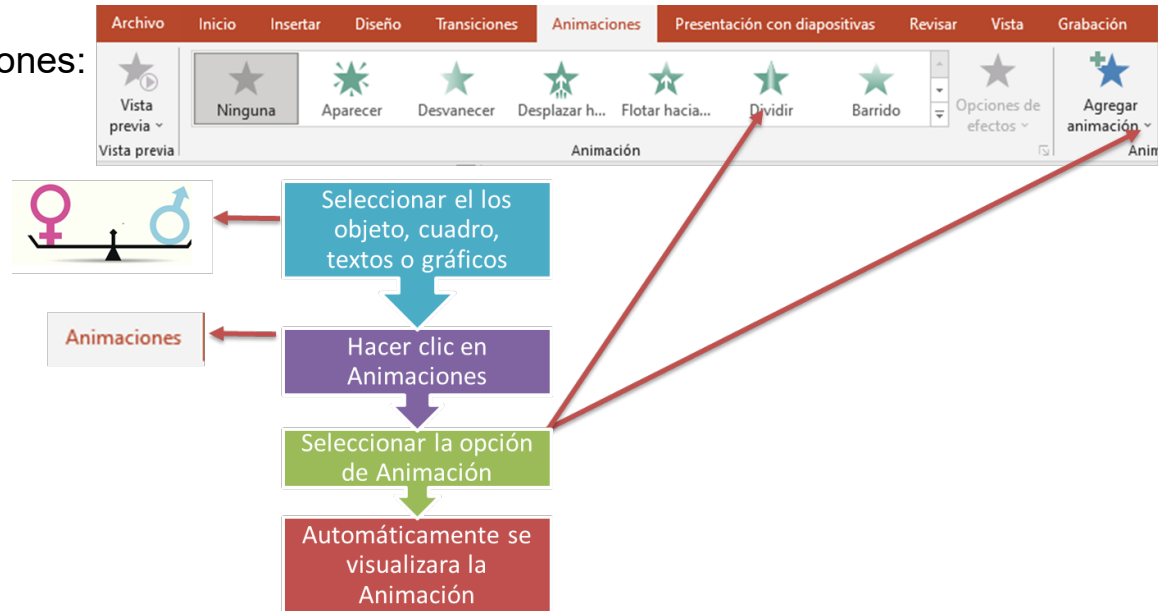 Archivo Inicio Insertar Diseño Transiciones Animaciones Presentación con diapositivas Revisar Vista Grabación
ones:
Vista
previa
Ninguna Aparecer Desvanecer Desplazar h... Flotar hacia... Dividir Barrido
Opciones de
efectos
Agregar
animación
Vista previa Animación Anim
Seleccionar el los
objeto, cuadro,
textos o gráficos
Animaciones
Hacer clic en
Animaciones
Seleccionar la opción
de Animación
Automáticamente se
visualizara la
Animación